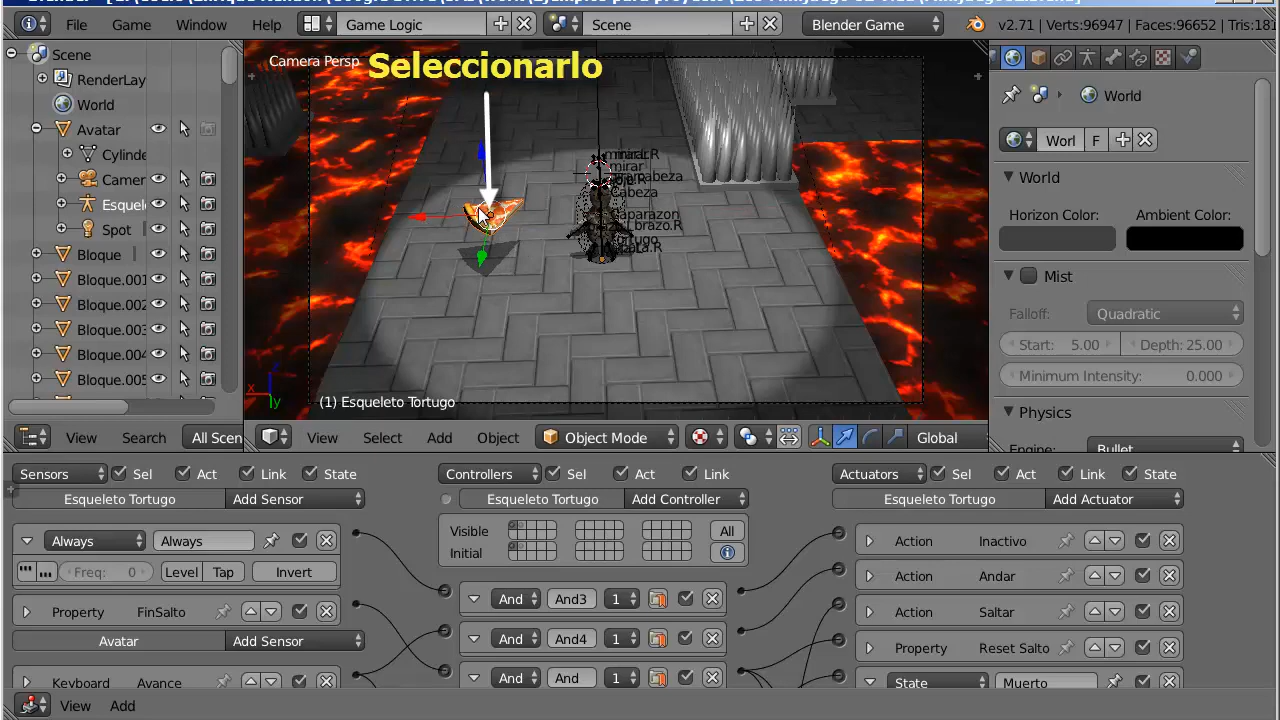 File Game Window Help Game Logic Scene Blender Game v2.71 | Verts:96947 | Faces:96652 | Tris:181
Scene
RenderLay
World
Avatar
Cylinde
Camer
Esquel
Spot
Bloque
Bloque.001
Bloque.002
Bloque.003
Bloque.004
Bloque.005
View Search All Scen
Camera Persp
Seleccionarlo
mirar
cabeza
(1) Esqueleto Tortugo
View Select Add Object Object Mode Global
World
Worl F
World
Horizon Color: Ambient Color:
Mist
Falloff: Quadratic
Start: 5.00 Depth: 25.00
Minimum Intensity: 0.000
Physics
Engine: Bullet
Sensors Sel Act Link State
Esqueleto Tortugo Add Sensor
Always Always
Freq: 0 Level Tap Invert
Property FinSalto
Avatar Add Sensor
Keyboard Avance
Controllers Sel Act Link
Esqueleto Tortugo Add Controller
Visible All
Initial
And And3 1
And And4 1
And And 1
Actuators Sel Act Link State
Esqueleto Tortugo Add Actuator
Action Inactivo
Action Andar
Action Saltar
Property Reset Salto
State Muerto
View Add